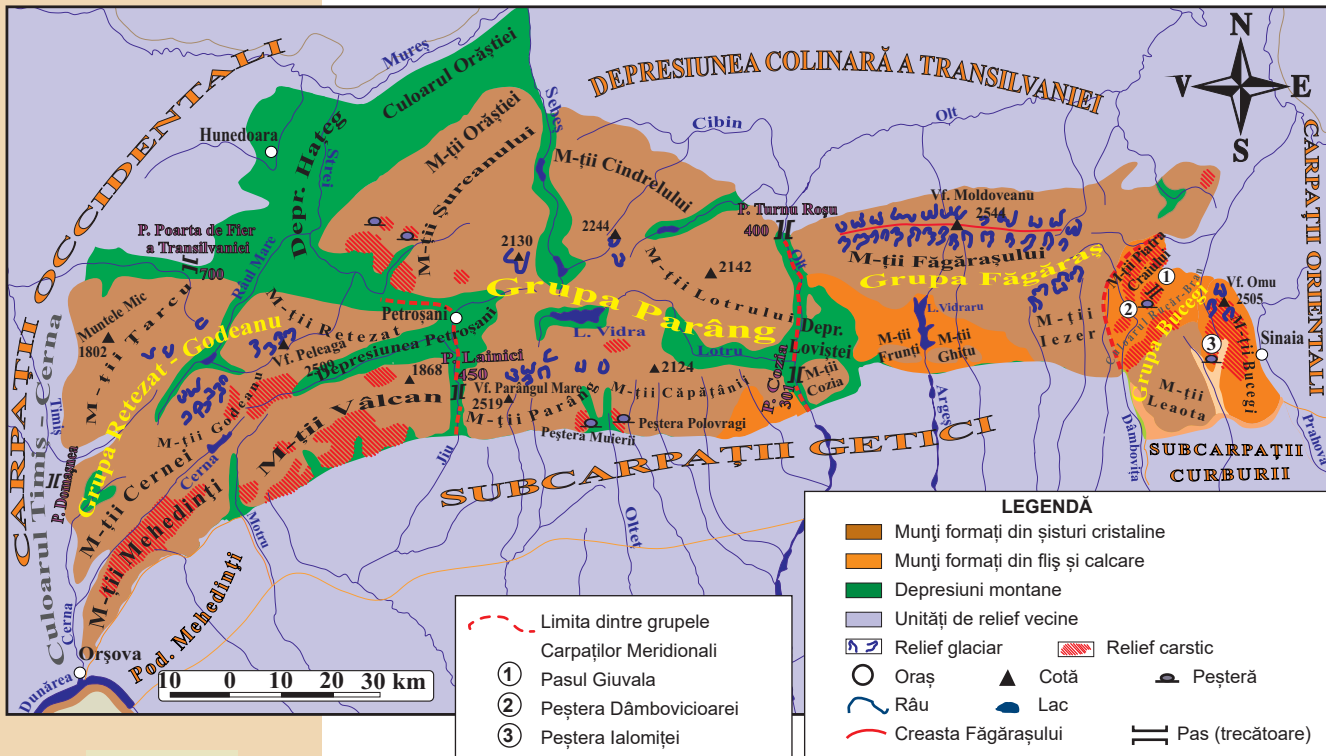 N
V
E
S
CARPAȚII OCCIDENTALI
DEPRESIUNEA COLINARĂ A TRANSILVANIEI
CARPAȚII ORIENTALI
Mureș
Culoarul Orăștiei
Sebeș
Cibin
Olt
Hunedoara
Depr. Hațeg
Strei
M-ții Orăștiei
M-ții Șureanului
M-ții Cindrelului
P. Poarta de Fier
a Transilvaniei
700
Râul Mare
2130
2244
P. Turnu Roșu
400
Vf. Moldoveanu
2544
M-ții Făgărașului
Grupa Făgăraș
M-ții Piatra
Craiului
1
2
Vf. Omu
2505
Muntele Mic
1802
M-ții Tarcu
Grupa Retezat - Godeanu
M-ții Retezat
Petroșani
Depresiunea Petroșani
Vf. Peleaga
2509
Grupa Parâng
L. Vidra
2142
M-ții Lotrului
Olt
Lotru
Depr.
Loviștei
L.Vidraru
M-ții
Frunți
M-ții
Ghițu
M-ții
Iezer
Culoarul Rucăr-Bran
Grupa Bucegi
3
M-ții Bucegi
Sinaia
M-ții
Leaota
P. Lainici
450
1868
Vf. Parângul Mare
2519
M-ții Parâng
2124
M-ții Căpățânii
P. Cozia
301
M-ții
Cozia
Timiș
M-ții Godeanu
M-ții Vâlcan
Peștera Muierii
Peștera Polovragi
Argeș
Dâmbovița
Prahova
P. Domașnea
Culoarul Timiș - Cerna
M-ții Cernei
Cerna
M-ții Mehedinți
Motru
Jiu
SUBCARPAȚII GETICI
SUBCARPAȚII
CURBURII
Olteț
Cerna
Pod. Mehedinți
Orșova
Dunărea
10 0 10 20 30 km
Limita dintre grupele
Carpaților Meridionali
1 Pasul Giuvala
2 Peștera Dâmbovicioarei
3 Peștera Ialomiței
LEGENDĂ
Munți formați din șisturi cristaline
Munți formați din fliș și calcare
Depresiuni montane
Unități de relief vecine
Relief glaciar
Relief carstic
Oraș
Cotă
Peșteră
Râu
Lac
Creasta Făgărașului
Pas (trecătoare)